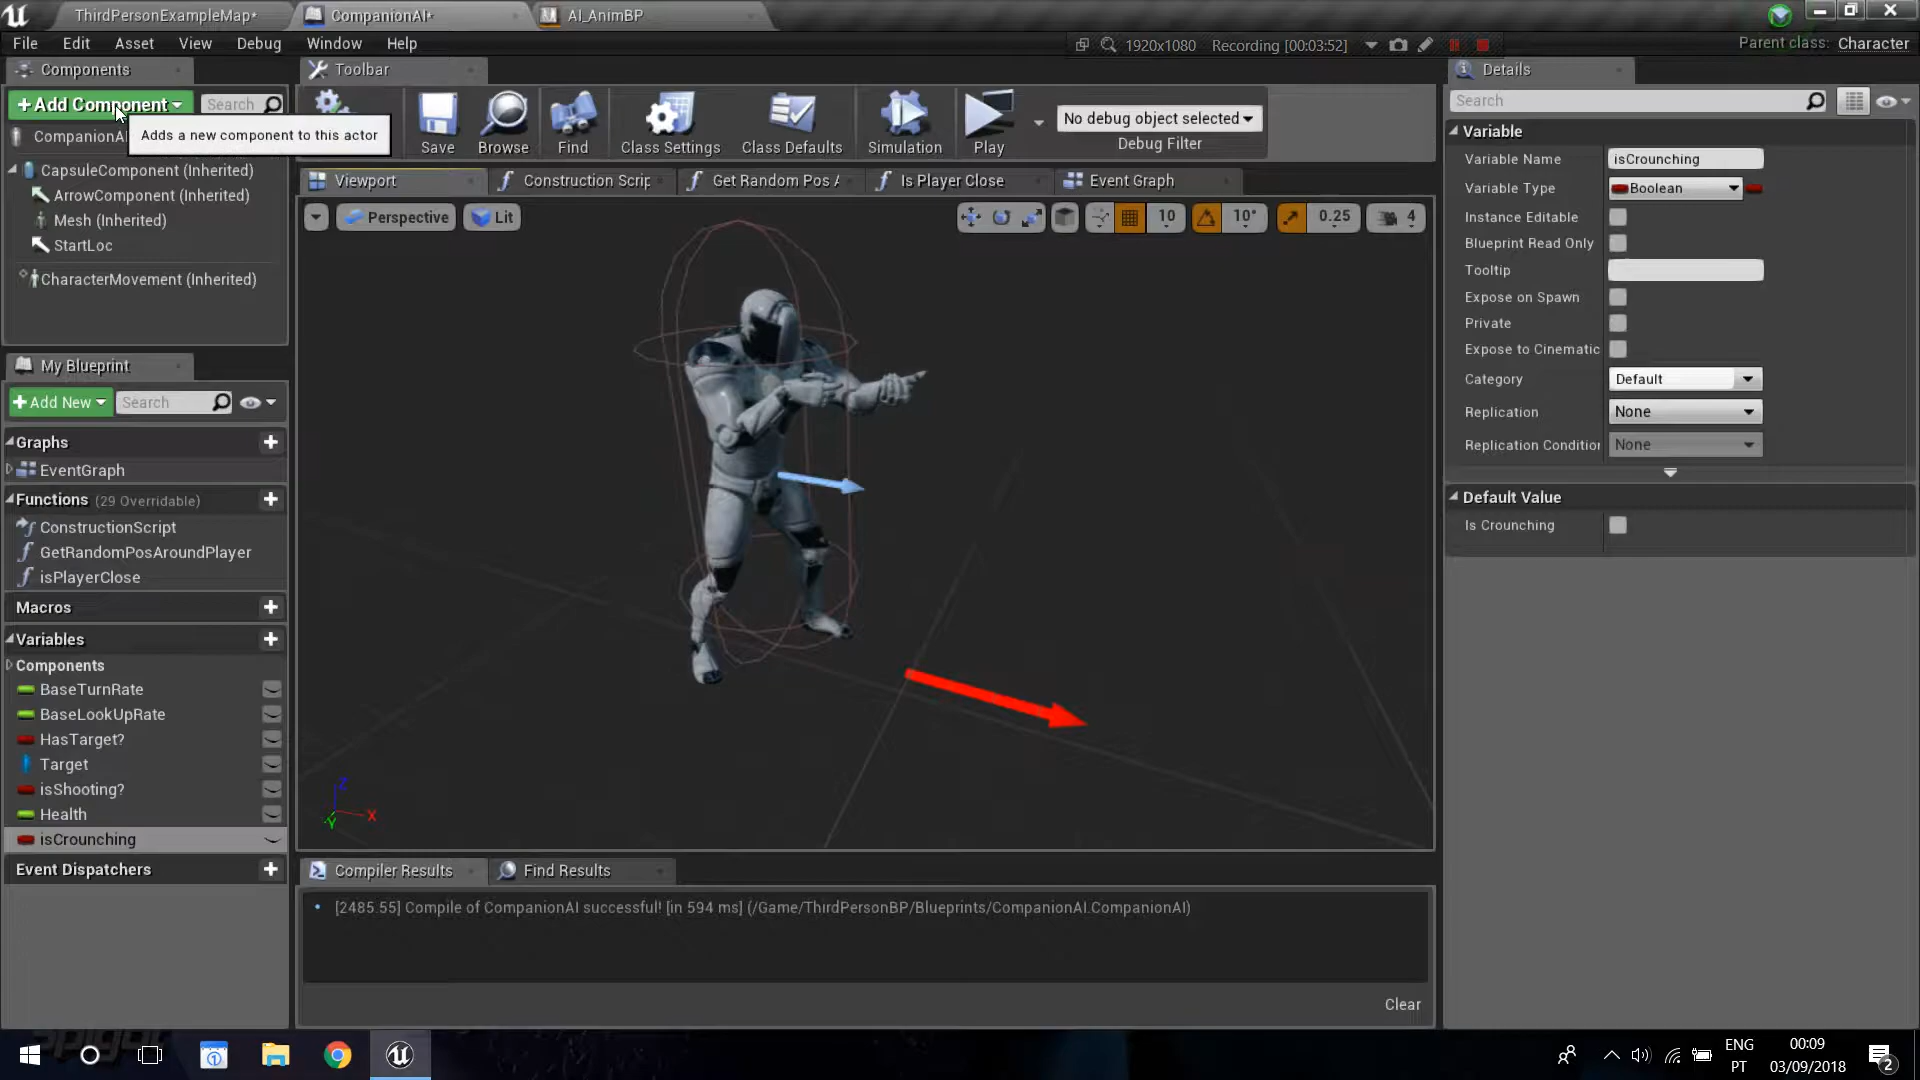 ThirdPersonExampleMap*
CompanionAI*
AI_AnimBP
File Edit Asset View Debug Window Help
1920x1080 Recording [00:03:52]
Parent class: Character
Components
Toolbar
Details
+Add Component
Search
Search
CompanionAI
Adds a new component to this actor
Save
Browse
Find
Class Settings
Class Defaults
Simulation
Play
No debug object selected
Debug Filter
CapsuleComponent (Inherited)
ArrowComponent (Inherited)
Mesh (Inherited)
StartLoc
CharacterMovement (Inherited)
Viewport
Construction Scrip
Get Random Pos A
Is Player Close
Event Graph
Perspective
Lit
10
10°
0.25
4
Z
X
Y
My Blueprint
+Add New
Search
Graphs
EventGraph
Functions (29 Overridable)
ConstructionScript
GetRandomPosAroundPlayer
isPlayerClose
Macros
Variables
Components
BaseTurnRate
BaseLookUpRate
HasTarget?
Target
isShooting?
Health
isCrounching
Event Dispatchers
Variable
Variable Name isCrounching
Variable Type Boolean
Instance Editable
Blueprint Read Only
Tooltip
Expose on Spawn
Private
Expose to Cinematic
Category Default
Replication None
Replication Condition None
Default Value
Is Crounching
Compiler Results
Find Results
[2485.55] Compile of CompanionAI successful! [in 594 ms] (/Game/ThirdPersonBP/Blueprints/CompanionAI.CompanionAI)
Clear
ENG
PT
00:09
03/09/2018
2